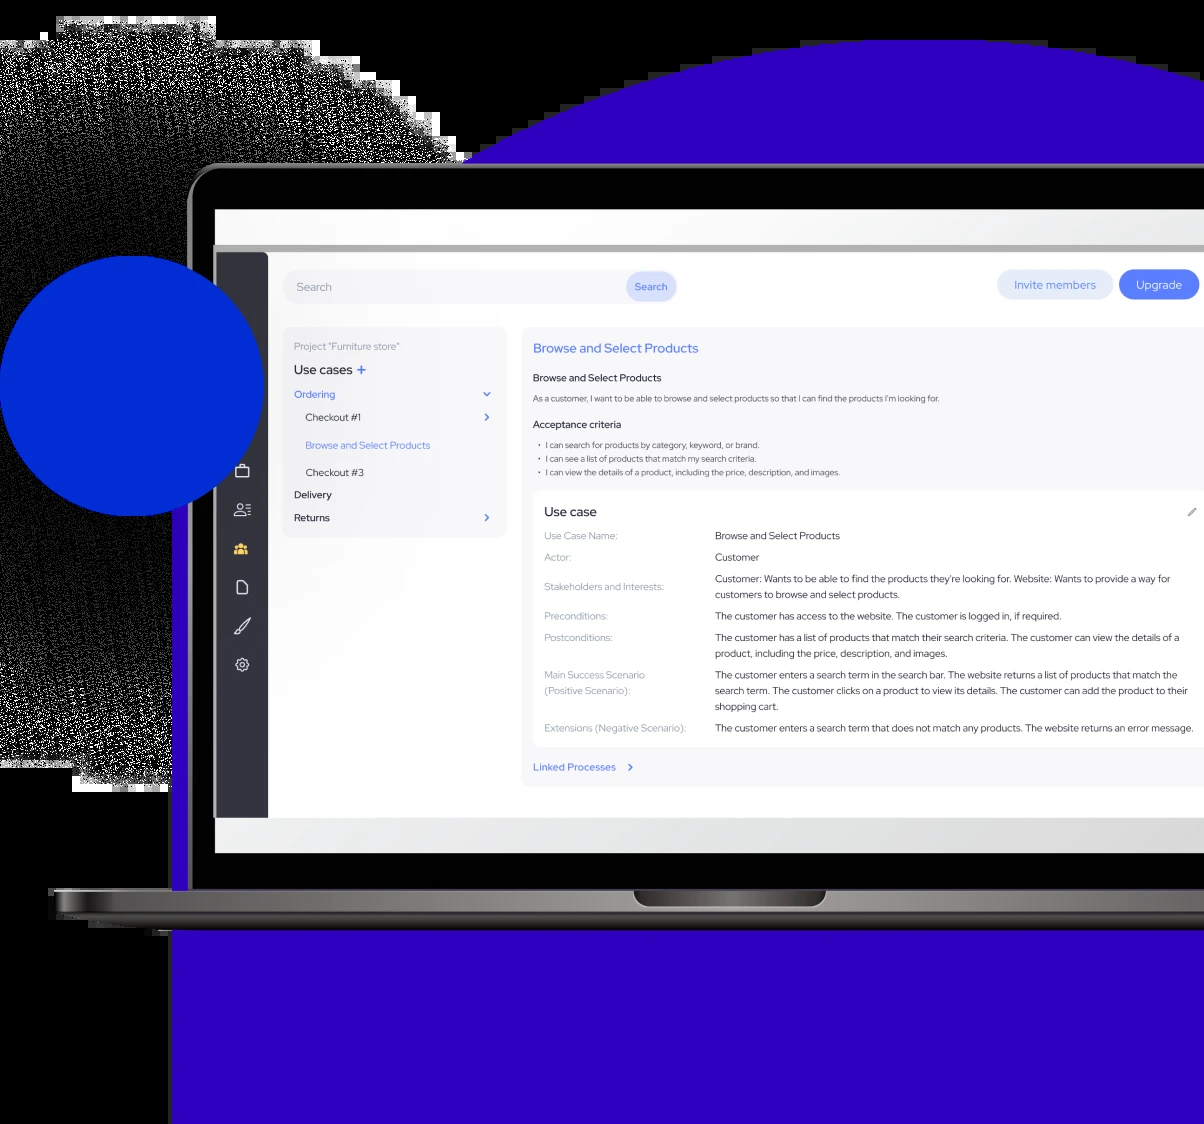 Search
Search
Invite members
Upgrade
Project "Furniture store"
Use cases +
Ordering
Checkout #1
Browse and Select Products
Checkout #3
Delivery
Returns
Browse and Select Products
Browse and Select Products
As a customer, I want to be able to browse and select products so that I can find the products I'm looking for.
Acceptance criteria
• I can search for products by category, keyword, or brand.
• I can see a list of products that match my search criteria.
• I can view the details of a product, including the price, description, and images.
Use case
Use Case Name: Browse and Select Products
Actor: Customer
Stakeholders and Interests: Customer: Wants to be able to find the products they're looking for. Website: Wants to provide a way for
customers to browse and select products.
Preconditions: The customer has access to the website. The customer is logged in, if required.
Postconditions: The customer has a list of products that match their search criteria. The customer can view the details of a
product, including the price, description, and images.
Main Success Scenario The customer enters a search term in the search bar. The website returns a list of products that match the
(Positive Scenario): search term. The customer clicks on a product to view its details. The customer can add the product to their
shopping cart.
Extensions (Negative Scenario): The customer enters a search term that does not match any products. The website returns an error message.
Linked Processes